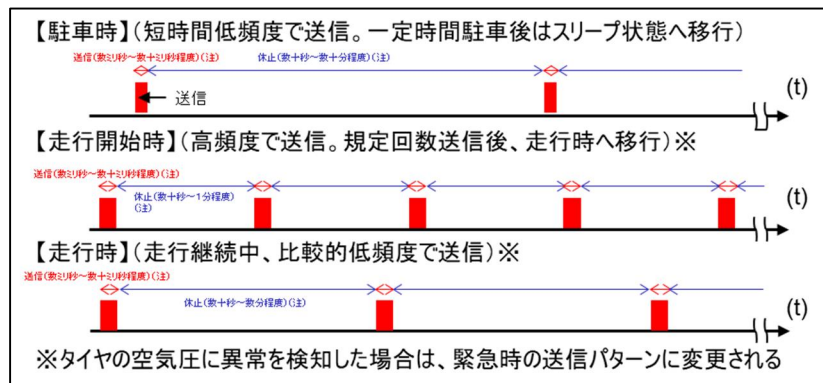 【駐車時】(短時間低頻度で送信。一定時間駐車後はスリープ状態へ移行)
送信(数ミリ秒～数十ミリ秒程度)(注) 休止(数十秒～数十分程度)(注)
送信
(t)
【走行開始時】(高頻度で送信。規定回数送信後、走行時へ移行)※
送信(数ミリ秒～数十ミリ秒程度)(注)
休止(数十秒～1分程度)
(注)
(t)
【走行時】(走行継続中、比較的低頻度で送信)※
送信(数ミリ秒～数十ミリ秒程度)(注)
休止(数十秒～数分程度)(注)
(t)
※タイヤの空気圧に異常を検知した場合は、緊急時の送信パターンに変更される